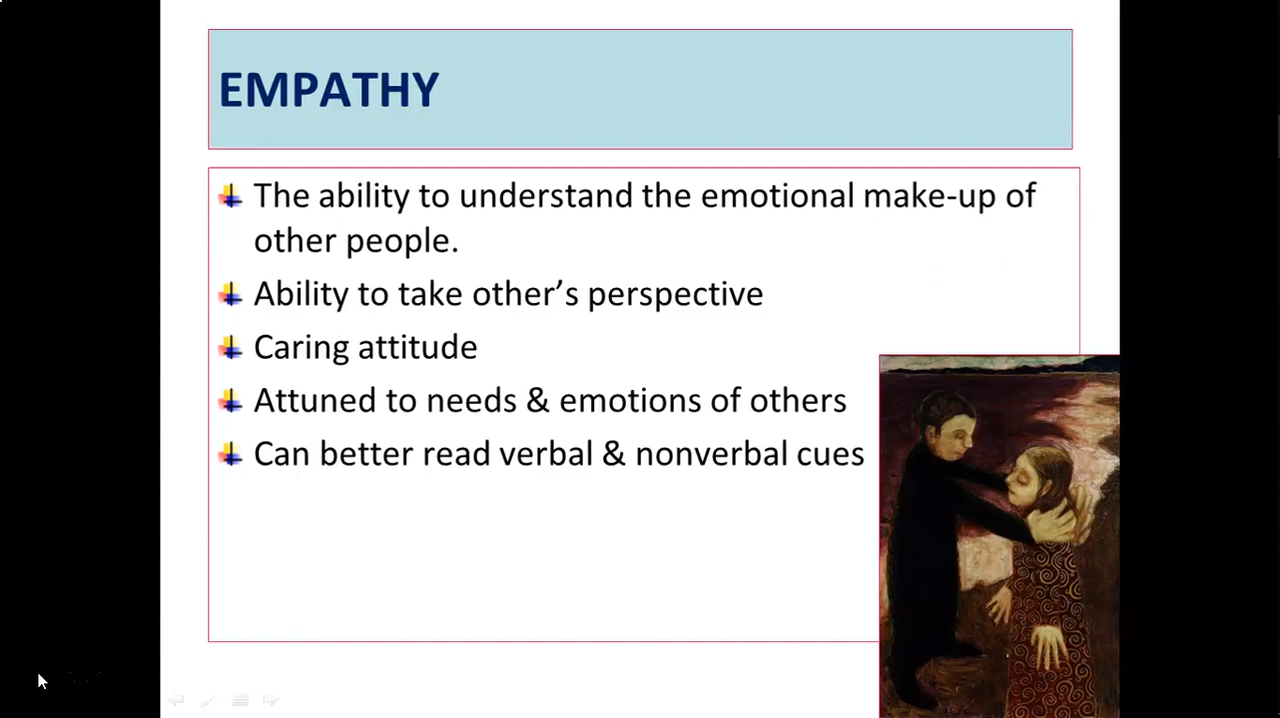 EMPATHY
The ability to understand the emotional make-up of
other people.
Ability to take other’s perspective
Caring attitude
Attuned to needs & emotions of others
Can better read verbal & nonverbal cues